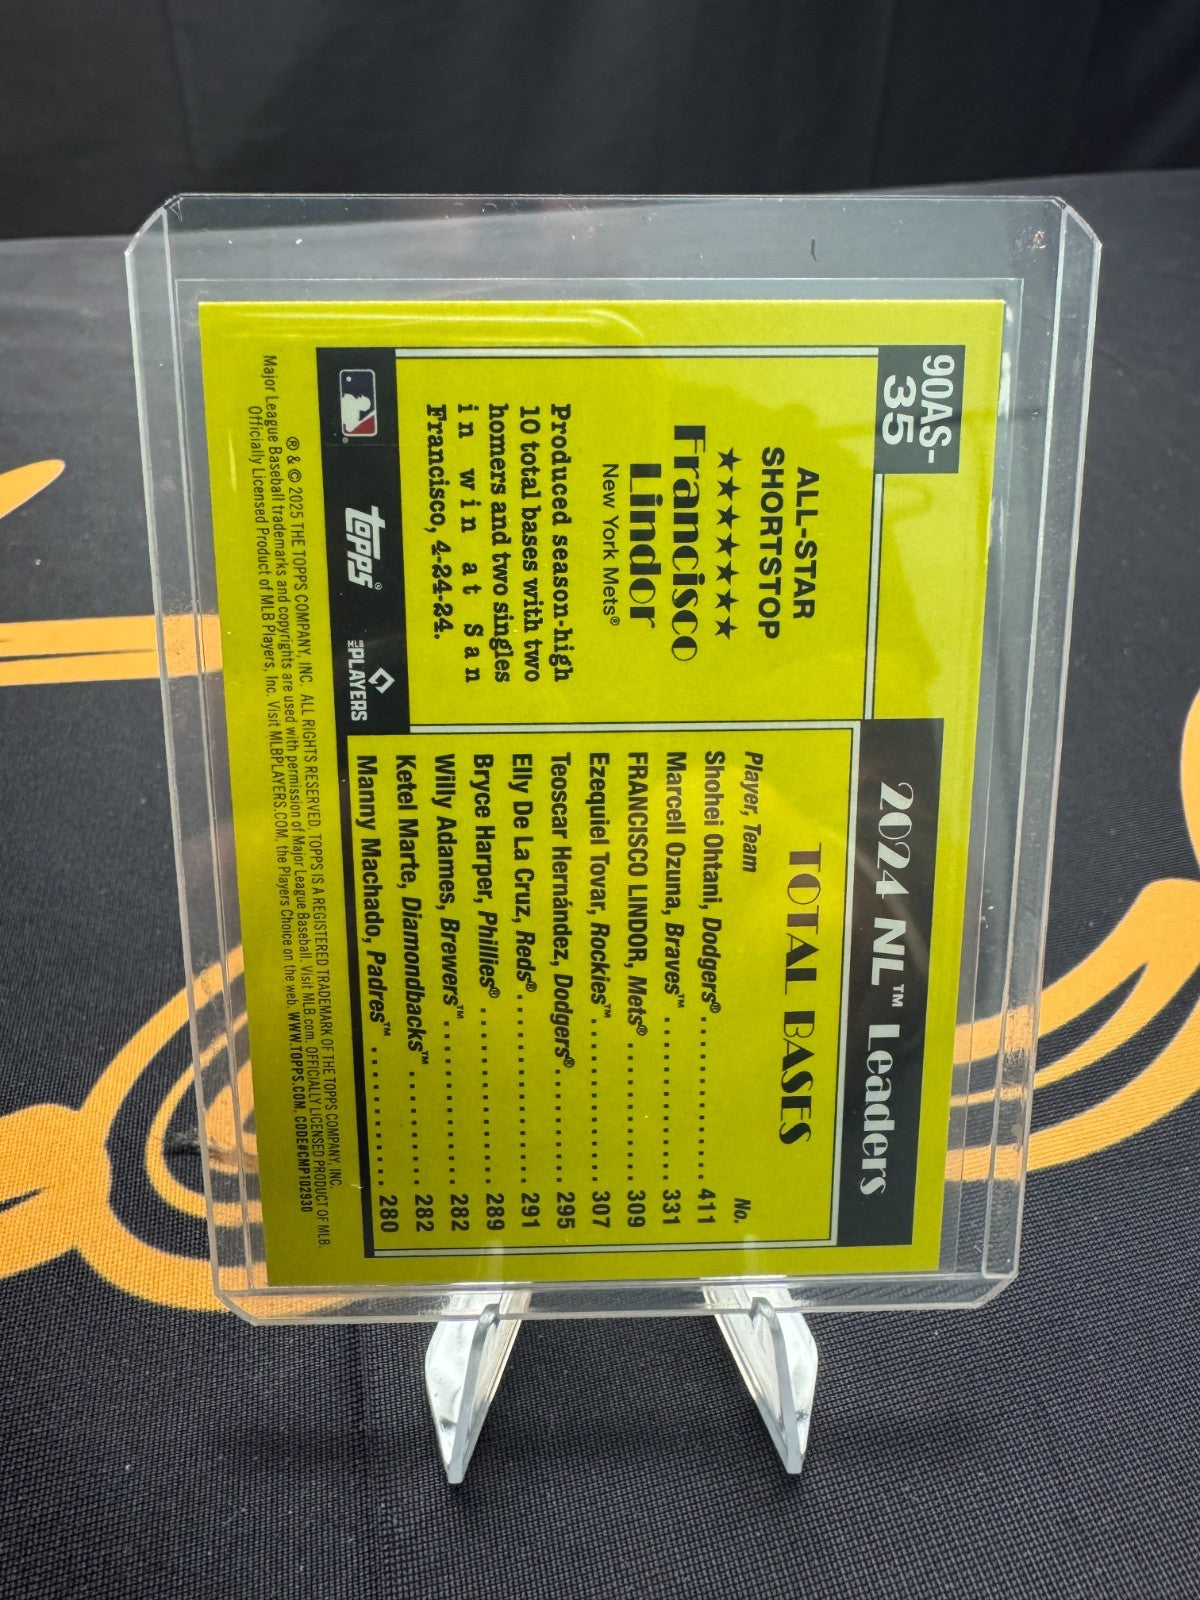 90AS-
35
ALL-STAR
SHORTSTOP
★★★★★★★
Francisco
Lindor
New York Mets®
Produced season-high
10 total bases with two
homers and two singles
in win at San
Francisco, 4-24-24.
topps®
MLB PLAYERS
2024 NL™ Leaders
TOTAL BASES
Player, Team No.
Shohei Ohtani, Dodgers® 411
Marcell Ozuna, Braves™ 331
FRANCISCO LINDOR, Mets® 309
Ezequiel Tovar, Rockies™ 307
Teoscar Hernández, Dodgers® 295
Elly De La Cruz, Reds® 291
Bryce Harper, Phillies® 289
Willy Adames, Brewers™ 282
Ketel Marte, Diamondbacks™ 282
Manny Machado, Padres™ 280
® & © 2025 THE TOPPS COMPANY, INC. ALL RIGHTS RESERVED. TOPPS IS A REGISTERED TRADEMARK OF THE TOPPS COMPANY, INC.
Major League Baseball trademarks and copyrights are used with permission of Major League Baseball. Visit MLB.com. OFFICIALLY LICENSED PRODUCT OF MLB
Officially Licensed Product of MLB Players, Inc. Visit MLBPLAYERS.COM, the Players Choice on the web. WWW.TOPPS.COM. CODE#CMP102930